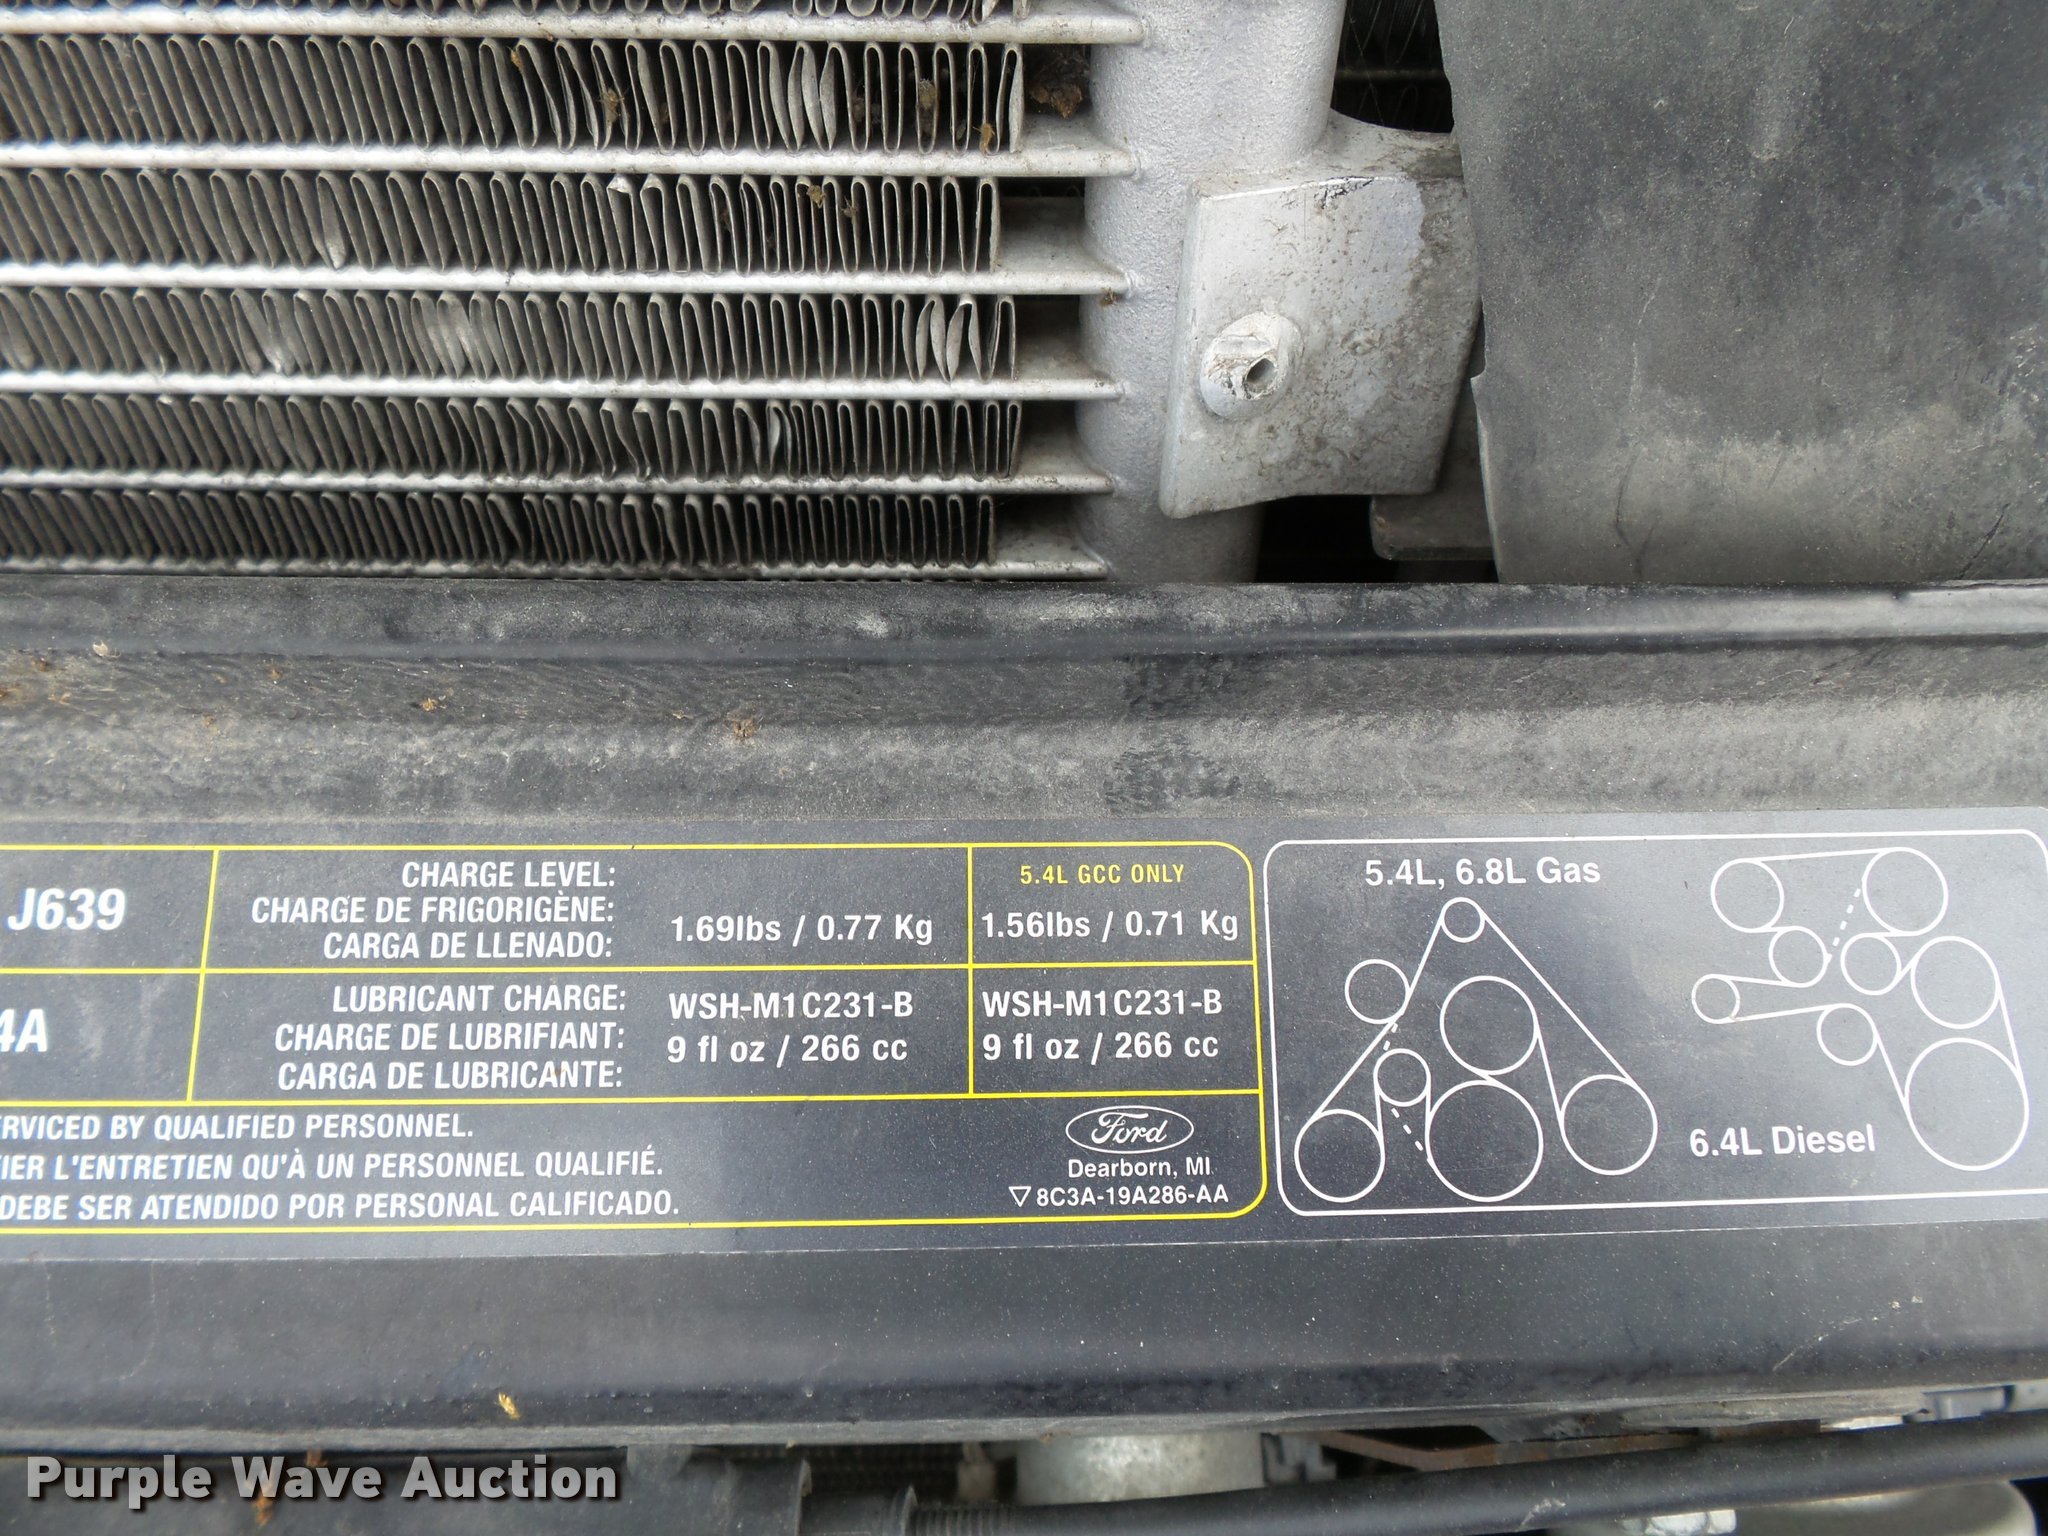 J639
CHARGE LEVEL:
CHARGE DE FRIGORIGÈNE:
CARGA DE LLENADO:
1.69lbs / 0.77 Kg
5.4L GCC ONLY
1.56lbs / 0.71 Kg
4A
LUBRICANT CHARGE:
CHARGE DE LUBRIFIANT:
CARGA DE LUBRICANTE:
WSH-M1C231-B
9 fl oz / 266 cc
WSH-M1C231-B
9 fl oz / 266 cc
ERVICED BY QUALIFIED PERSONNEL.
IER L'ENTRETIEN QU'À UN PERSONNEL QUALIFIÉ.
DEBE SER ATENDIDO POR PERSONAL CALIFICADO.
Ford
Dearborn, MI
8C3A-19A286-AA
5.4L, 6.8L Gas
6.4L Diesel
Purple Wave Auction